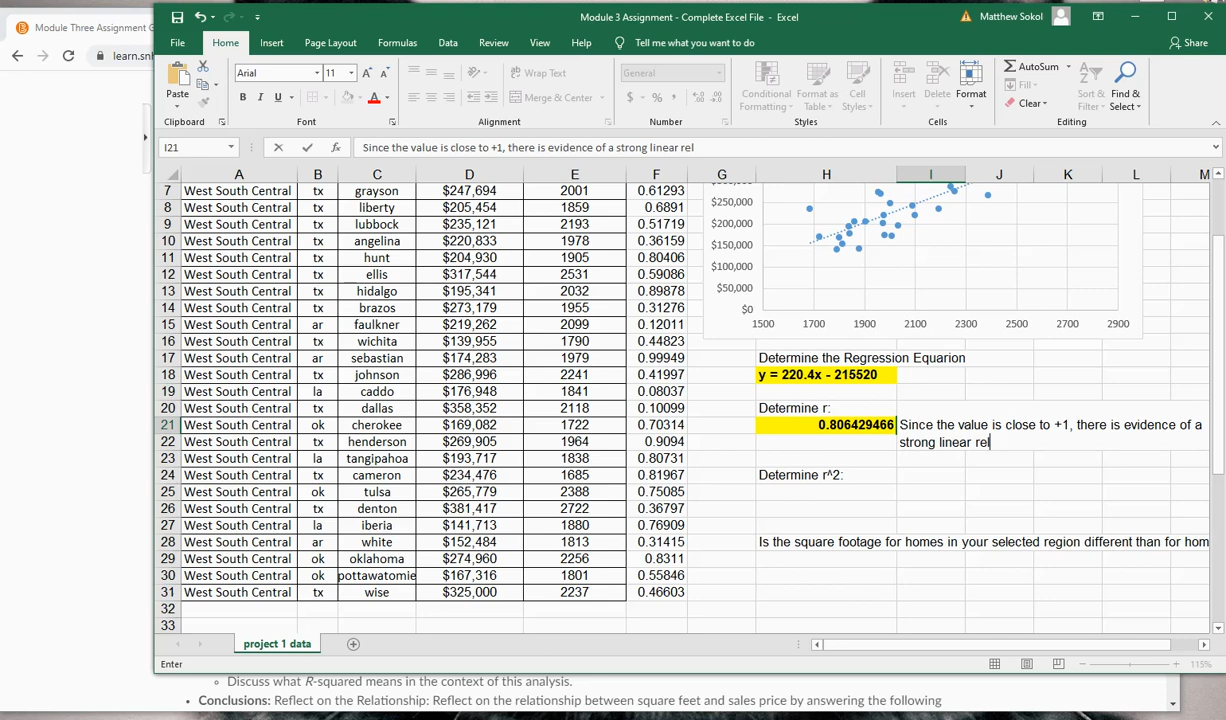 Module Three Assignment G
learn.snh
Module 3 Assignment - Complete Excel File - Excel
Matthew Sokol
File Home Insert Page Layout Formulas Data Review View Help Tell me what you want to do
Share
Paste
Clipboard
Arial 11
B I U
Font
Wrap Text
Merge & Center
Alignment
General
$ % ,
Number
Conditional Formatting
Format as Table
Cell Styles
Styles
Insert Delete Format
Cells
AutoSum
Fill
Clear
Sort & Filter
Find & Select
Editing
I21
Since the value is close to +1, there is evidence of a strong linear rel
A B C D E F G H I J K L M
7 West South Central tx grayson $247,694 2001 0.61293
8 West South Central tx liberty $205,454 1859 0.6891
9 West South Central tx lubbock $235,121 2193 0.51719
10 West South Central tx angelina $220,833 1978 0.36159
11 West South Central tx hunt $204,930 1905 0.80406
12 West South Central tx ellis $317,544 2531 0.59086
13 West South Central tx hidalgo $195,341 2032 0.89878
14 West South Central tx brazos $273,179 1955 0.31276
15 West South Central ar faulkner $219,262 2099 0.12011
16 West South Central tx wichita $139,955 1790 0.44823
17 West South Central ar sebastian $174,283 1979 0.99949
18 West South Central tx johnson $286,996 2241 0.41997
19 West South Central la caddo $176,948 1841 0.08037
20 West South Central tx dallas $358,352 2118 0.10099
21 West South Central ok cherokee $169,082 1722 0.70314
22 West South Central tx henderson $269,905 1964 0.9094
23 West South Central la tangipahoa $193,717 1838 0.80731
24 West South Central tx cameron $234,476 1685 0.81967
25 West South Central ok tulsa $265,779 2388 0.75085
26 West South Central tx denton $381,417 2722 0.36797
27 West South Central la iberia $141,713 1880 0.76909
28 West South Central ar white $152,484 1813 0.31415
29 West South Central ok oklahoma $274,960 2256 0.8311
30 West South Central ok pottawatomie $167,316 1801 0.55846
31 West South Central tx wise $325,000 2237 0.46603
32
33
$250,000
$200,000
$150,000
$100,000
$50,000
$0
1500 1700 1900 2100 2300 2500 2700 2900
Determine the Regression Equarion
y = 220.4x - 215520
Determine r:
0.806429466
Since the value is close to +1, there is evidence of a
strong linear rel
Determine r^2:
Is the square footage for homes in your selected region different than for hom
project 1 data
Enter
115%
Discuss what R-squared means in the context of this analysis.
Conclusions: Reflect on the Relationship: Reflect on the relationship between square feet and sales price by answering the following